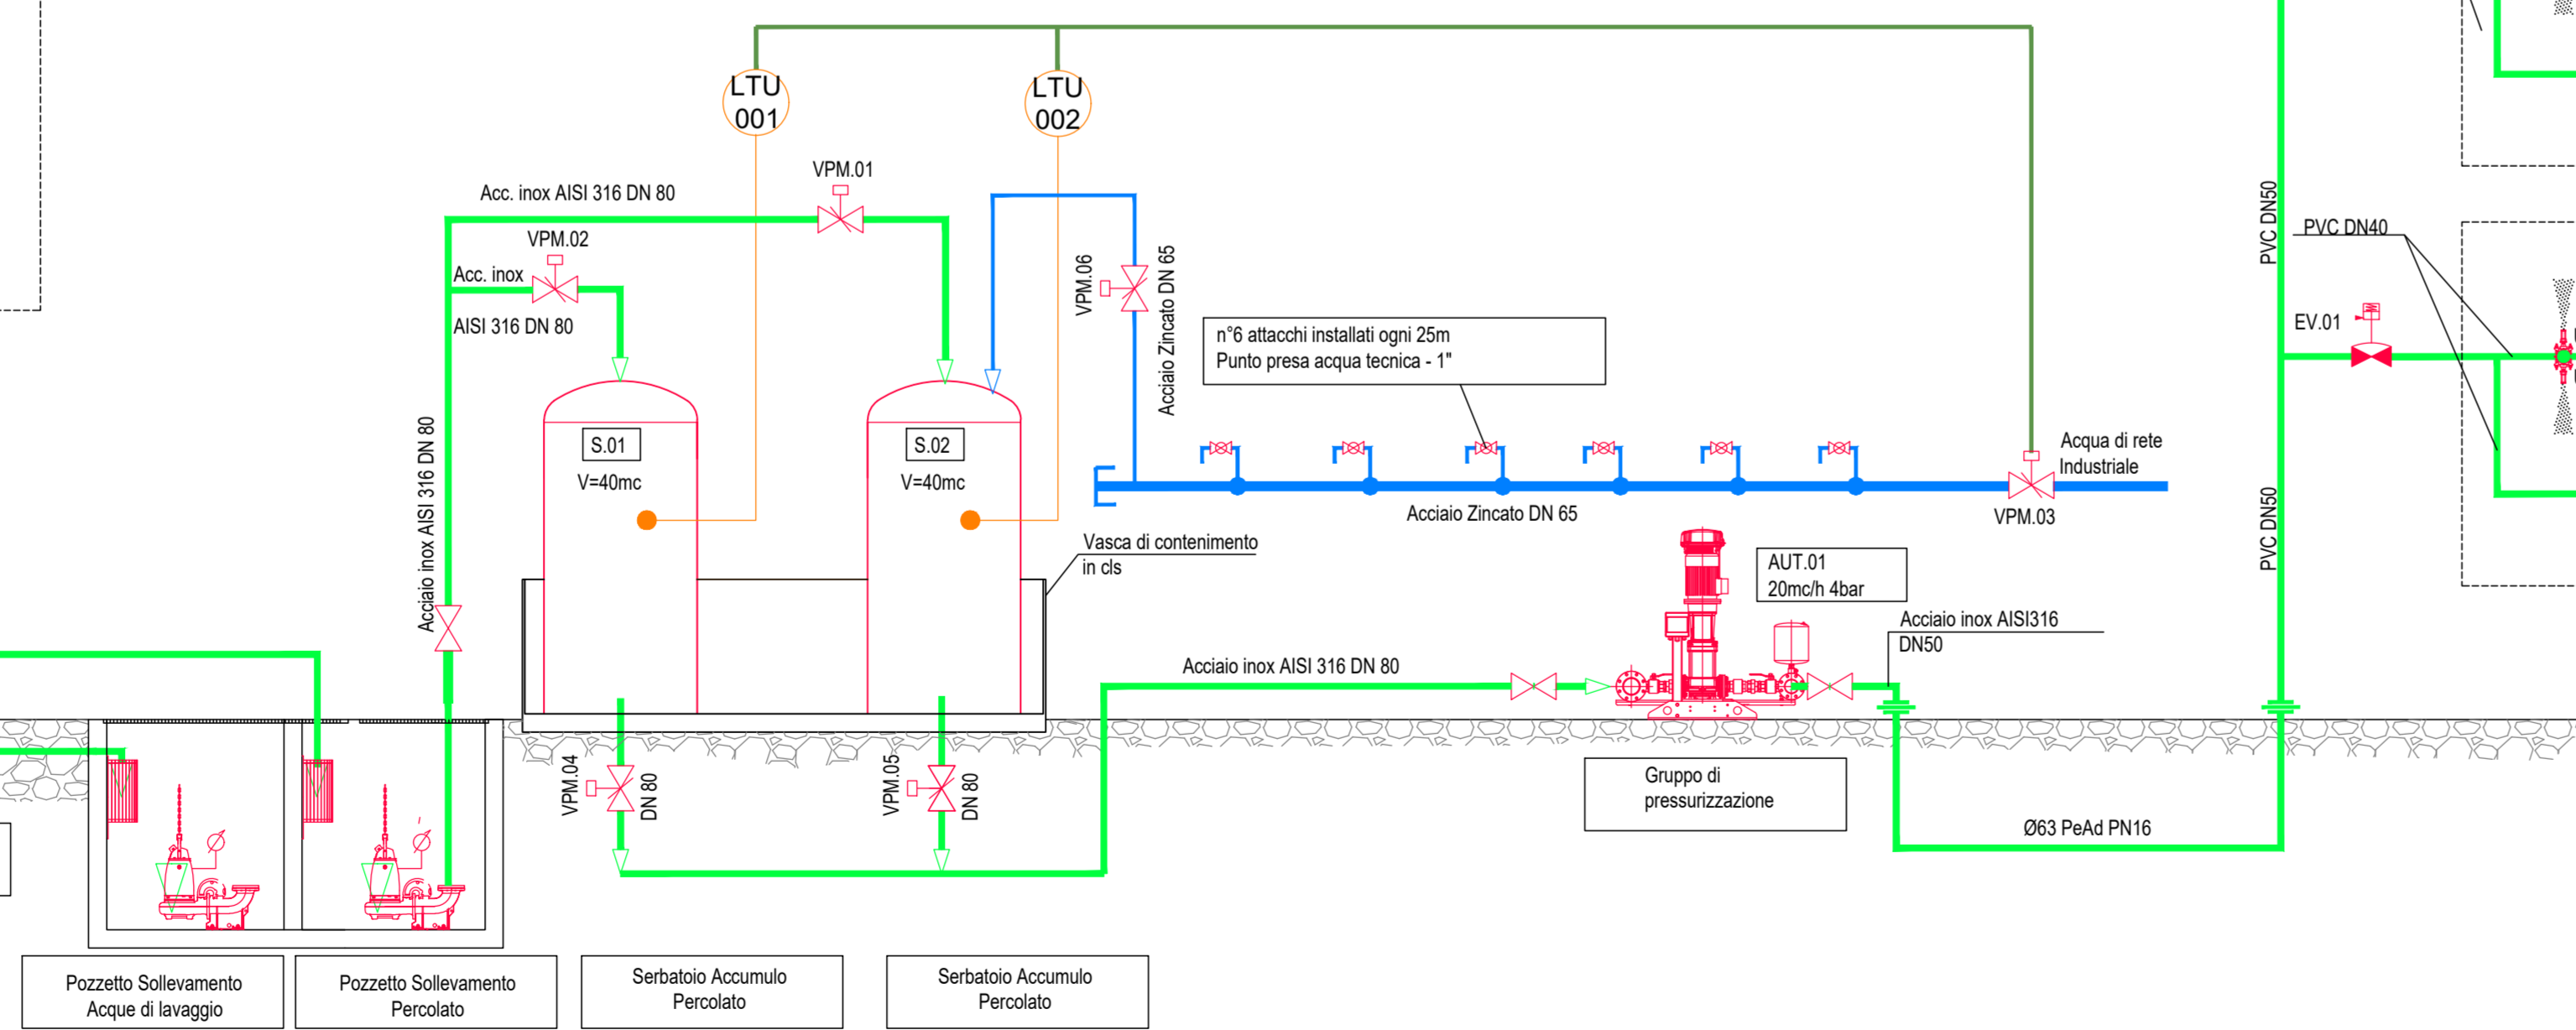 LTU
001
LTU
002
VPM.01
Acc. inox AISI 316 DN 80
VPM.02
Acc. inox
AISI 316 DN 80
Acciaio inox AISI 316 DN 80
S.01
V=40mc
S.02
V=40mc
VPM.06
Acciaio Zincato DN 65
n°6 attacchi installati ogni 25m
Punto presa acqua tecnica - 1"
Acqua di rete
Industriale
Acciaio Zincato DN 65
VPM.03
Vasca di contenimento
in cls
AUT.01
20mc/h 4bar
Acciaio inox AISI316
DN50
Acciaio inox AISI 316 DN 80
PVC DN50
PVC DN40
EV.01
PVC DN50
VPM.04
DN 80
VPM.05
DN 80
Gruppo di
pressurizzazione
Ø63 PeAd PN16
Pozzetto Sollevamento
Acque di lavaggio
Pozzetto Sollevamento
Percolato
Serbatoio Accumulo
Percolato
Serbatoio Accumulo
Percolato